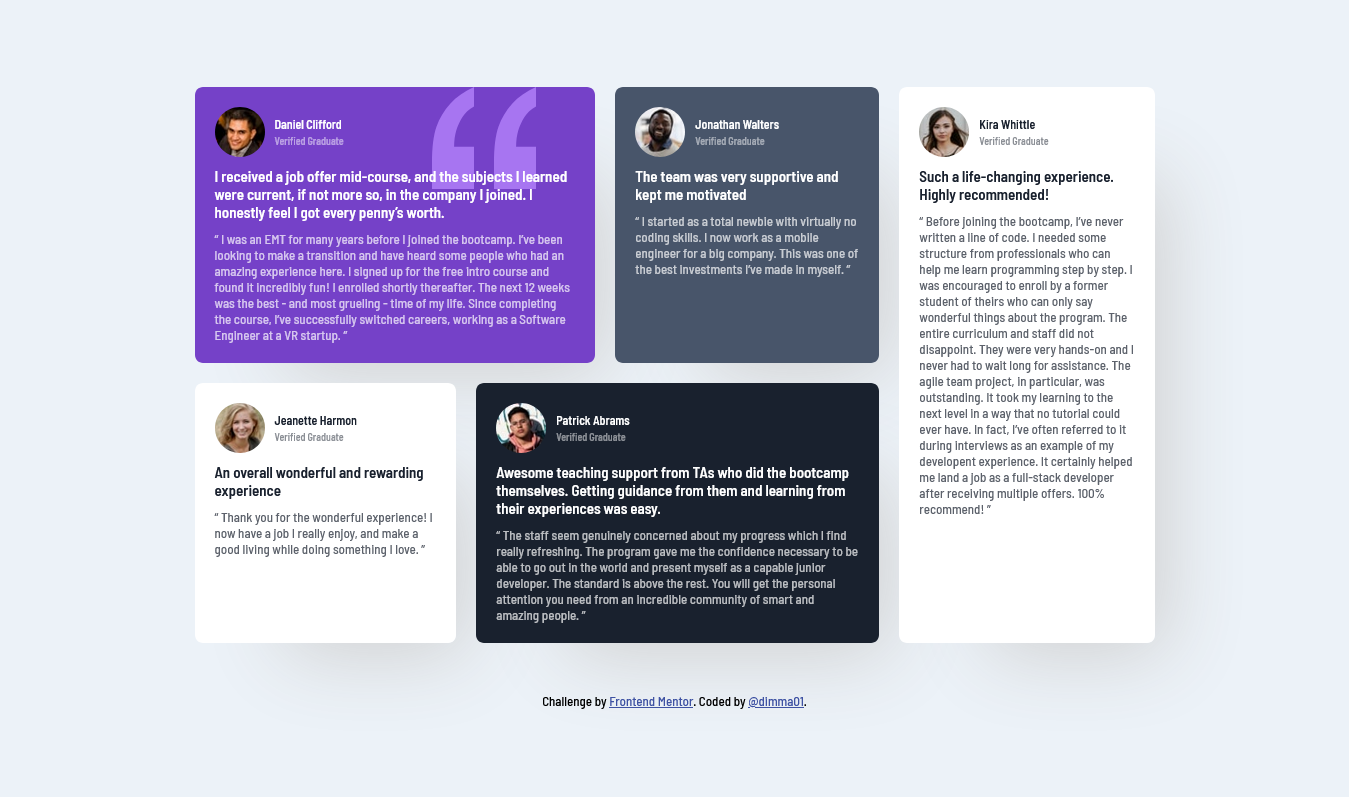 Daniel Clifford
Verified Graduate
I received a job offer mid-course, and the subjects I learned
were current, if not more so, in the company I joined. I
honestly feel I got every penny’s worth.
“ I was an EMT for many years before I joined the bootcamp. I’ve been
looking to make a transition and have heard some people who had an
amazing experience here. I signed up for the free intro course and
found it incredibly fun! I enrolled shortly thereafter. The next 12 weeks
was the best - and most grueling - time of my life. Since completing
the course, I’ve successfully switched careers, working as a Software
Engineer at a VR startup. ”
Jonathan Walters
Verified Graduate
The team was very supportive and
kept me motivated
“ I started as a total newbie with virtually no
coding skills. I now work as a mobile
engineer for a big company. This was one of
the best investments I’ve made in myself. ”
Kira Whittle
Verified Graduate
Such a life-changing experience.
Highly recommended!
“ Before joining the bootcamp, I’ve never
written a line of code. I needed some
structure from professionals who can
help me learn programming step by step. I
was encouraged to enroll by a former
student of theirs who can only say
wonderful things about the program. The
entire curriculum and staff did not
disappoint. They were very hands-on and I
never had to wait long for assistance. The
agile team project, in particular, was
outstanding. It took my learning to the
next level in a way that no tutorial could
ever have. In fact, I’ve often referred to it
during interviews as an example of my
developent experience. It certainly helped
me land a job as a full-stack developer
after receiving multiple offers. 100%
recommend! ”
Jeanette Harmon
Verified Graduate
An overall wonderful and rewarding
experience
“ Thank you for the wonderful experience! I
now have a job I really enjoy, and make a
good living while doing something I love. ”
Patrick Abrams
Verified Graduate
Awesome teaching support from TAs who did the bootcamp
themselves. Getting guidance from them and learning from
their experiences was easy.
“ The staff seem genuinely concerned about my progress which I find
really refreshing. The program gave me the confidence necessary to be
able to go out in the world and present myself as a capable junior
developer. The standard is above the rest. You will get the personal
attention you need from an incredible community of smart and
amazing people. ”
Challenge by Frontend Mentor. Coded by @dimma01.